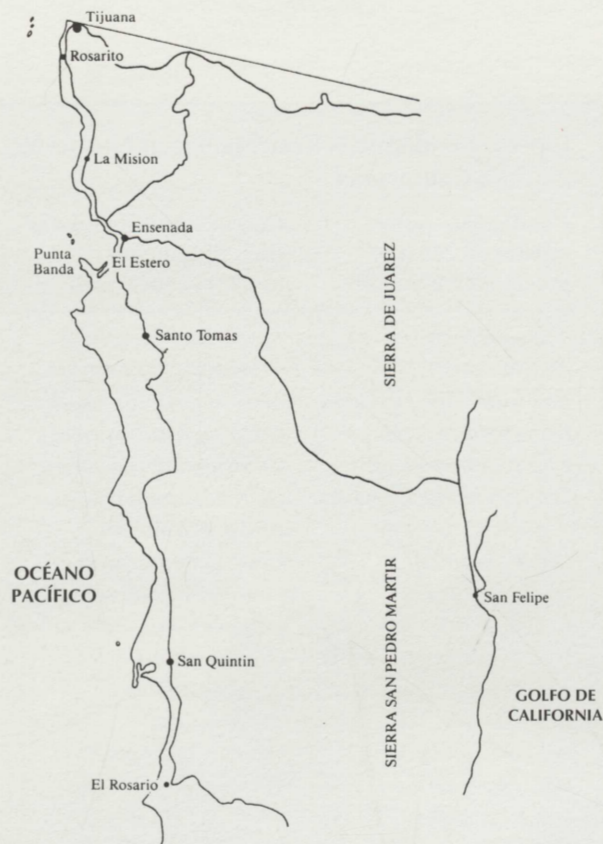 Tijuana
Rosarito
La Mision
Ensenada
Punta
Banda
El Estero
SIERRA DE JUAREZ
Santo Tomas
OCÉANO
PACÍFICO
SIERRA SAN PEDRO MARTIR
San Felipe
San Quintin
GOLFO DE
CALIFORNIA
El Rosario